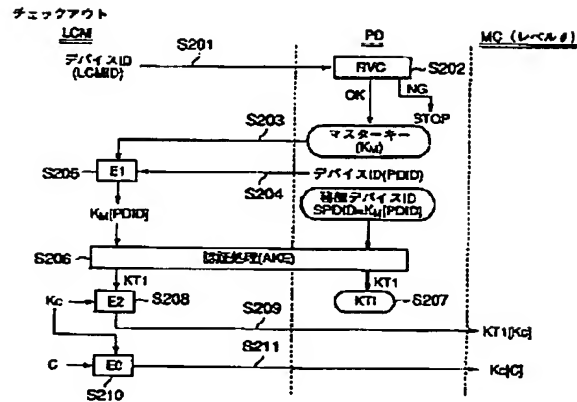 チェックアウト
LCM
PD
MC (レベル0)
デバイスID
(LCMID)
S201
RVC
S202
OK
NG
STOP
S203
マスターキー
(KM)
S205
E1
デバイスID(PDID)
S204
KM[PDID]
秘匿デバイスID
SPDID=KM[PDID]
S206
認証処理(AKE)
KT1
KT1
Kc
E2
S208
KT1
S207
S209
KT1[Kc]
S211
C
EC
Kc[C]
S210